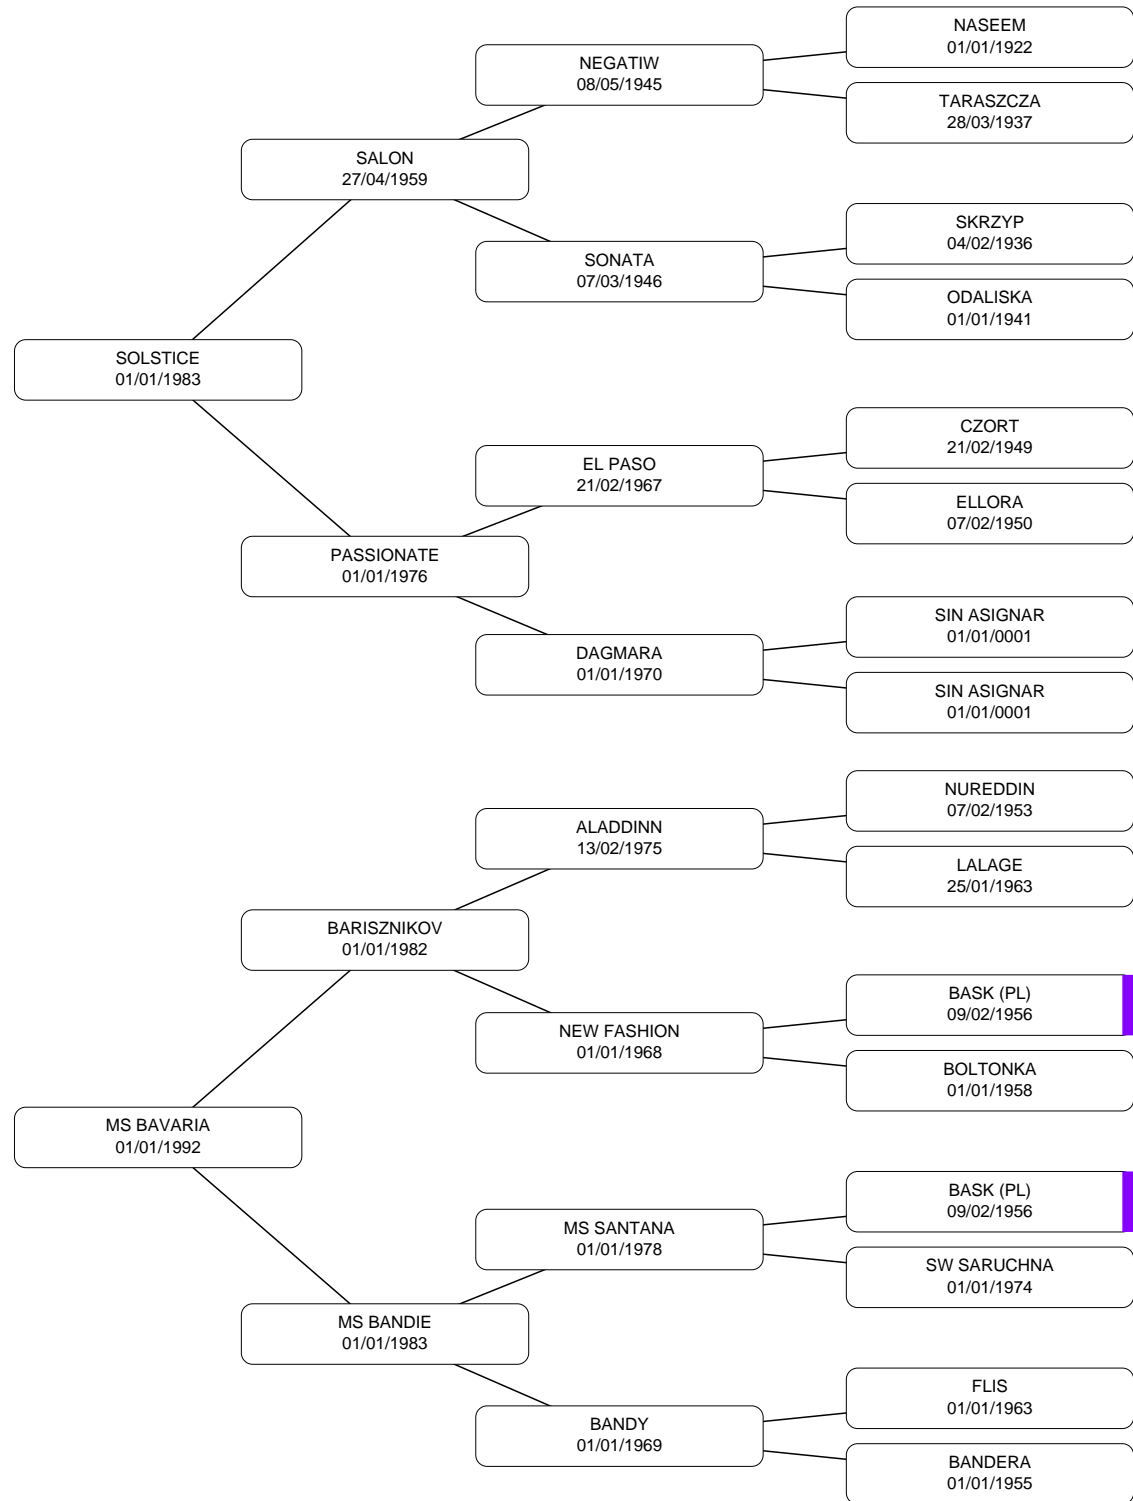 NASEEM
01/01/1922
NEGATIW
08/05/1945
TARASZCZA
28/03/1937
SALON
27/04/1959
SKRZYP
04/02/1936
SONATA
07/03/1946
ODALISKA
01/01/1941
SOLSTICE
01/01/1983
CZORT
21/02/1949
EL PASO
21/02/1967
ELLORA
07/02/1950
PASSIONATE
01/01/1976
SIN ASIGNAR
01/01/0001
DAGMARA
01/01/1970
SIN ASIGNAR
01/01/0001
NUREDDIN
07/02/1953
ALADDINN
13/02/1975
LALAGE
25/01/1963
BARISZNIKOV
01/01/1982
BASK (PL)
09/02/1956
NEW FASHION
01/01/1968
BOLTONKA
01/01/1958
MS BAVARIA
01/01/1992
BASK (PL)
09/02/1956
MS SANTANA
01/01/1978
SW SARUCHNA
01/01/1974
MS BANDIE
01/01/1983
FLIS
01/01/1963
BANDY
01/01/1969
BANDERA
01/01/1955